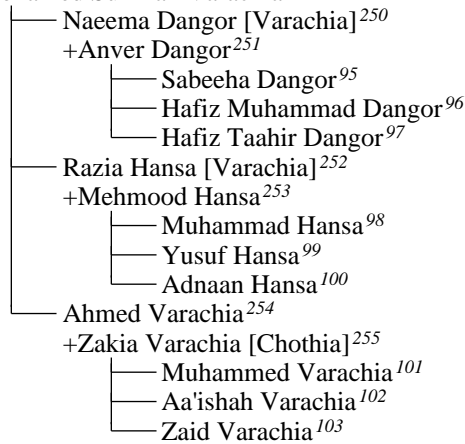 Naeema Dangor [Varachia]250
+Anver Dangor251
Sabeeha Dangor95
Hafiz Muhammad Dangor96
Hafiz Taahir Dangor97
Razia Hansa [Varachia]252
+Mehmood Hansa253
Muhammad Hansa98
Yusuf Hansa99
Adnaan Hansa100
Ahmed Varachia254
+Zakia Varachia [Chothia]255
Muhammed Varachia101
Aa'ishah Varachia102
Zaid Varachia103